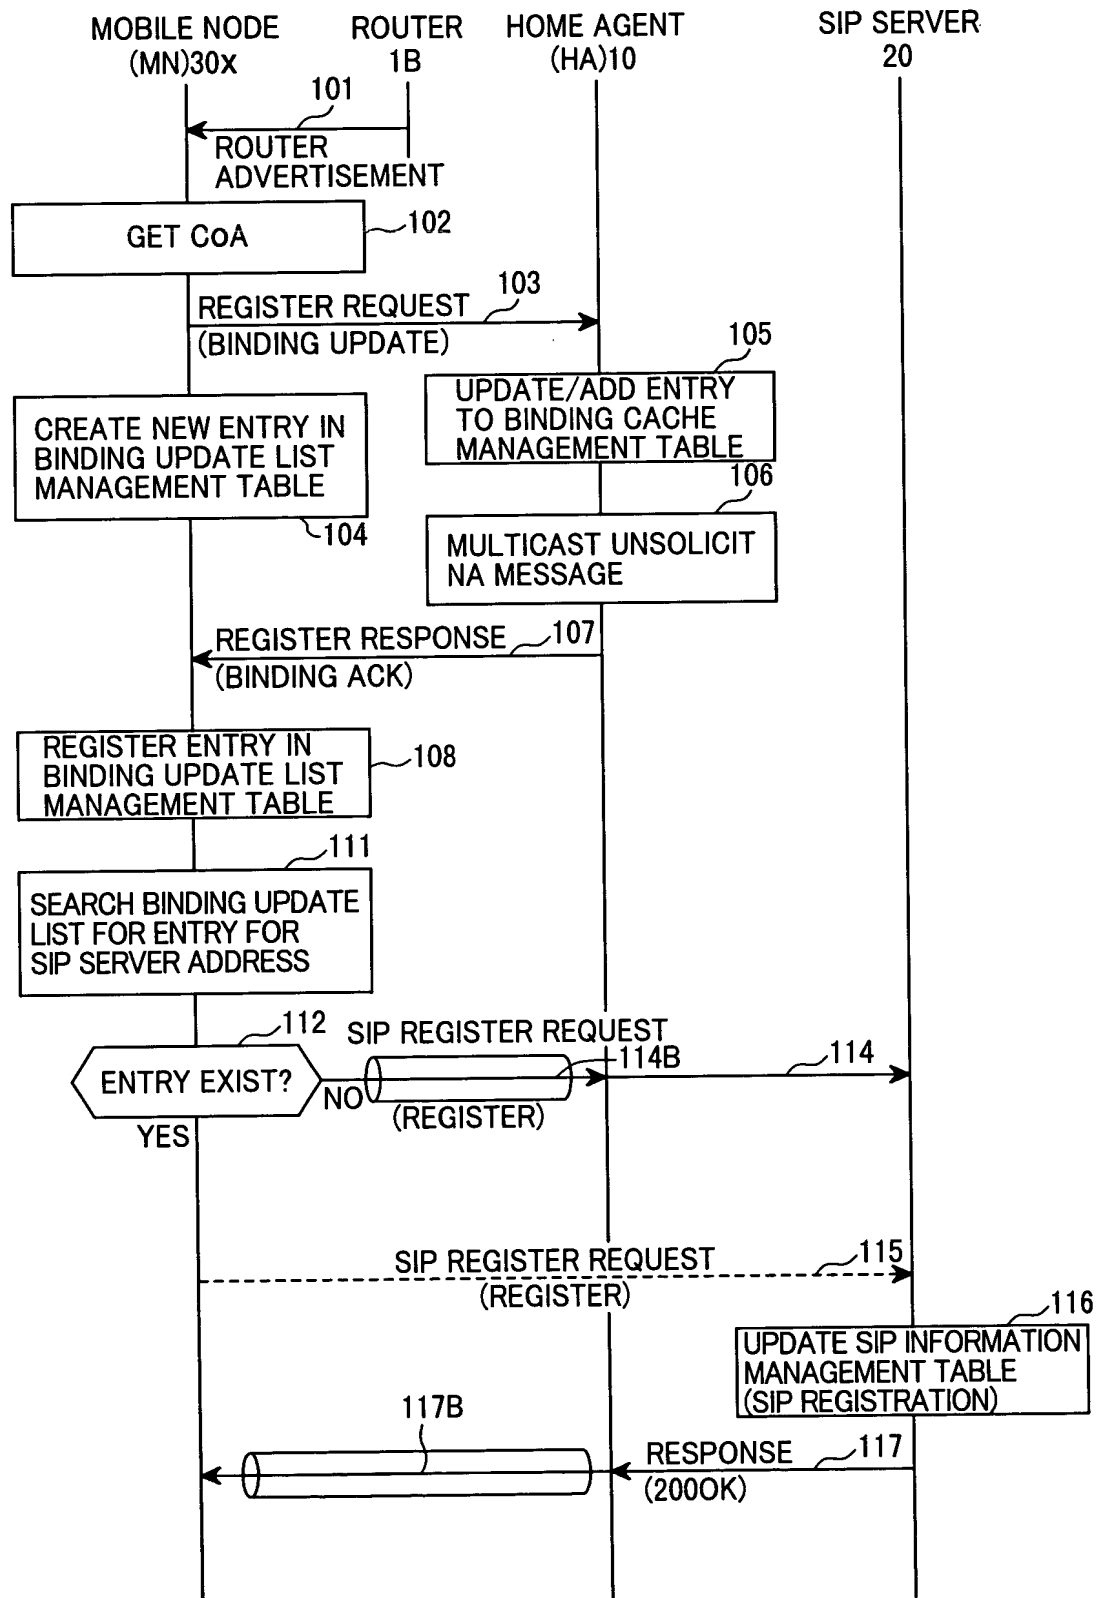 MOBILE NODE
(MN)30x
ROUTER
1B
HOME AGENT
(HA)10
SIP SERVER
20
101
ROUTER
ADVERTISEMENT
GET CoA
102
REGISTER REQUEST
103
(BINDING UPDATE)
105
UPDATE/ADD ENTRY
TO BINDING CACHE
MANAGEMENT TABLE
CREATE NEW ENTRY IN
BINDING UPDATE LIST
MANAGEMENT TABLE
104
106
MULTICAST UNSOLICIT
NA MESSAGE
REGISTER RESPONSE
107
(BINDING ACK)
REGISTER ENTRY IN
BINDING UPDATE LIST
MANAGEMENT TABLE
108
111
SEARCH BINDING UPDATE
LIST FOR ENTRY FOR
SIP SERVER ADDRESS
112
SIP REGISTER REQUEST
ENTRY EXIST?
114B
114
NO
(REGISTER)
YES
SIP REGISTER REQUEST
115
(REGISTER)
116
UPDATE SIP INFORMATION
MANAGEMENT TABLE
(SIP REGISTRATION)
117B
RESPONSE
117
(200OK)